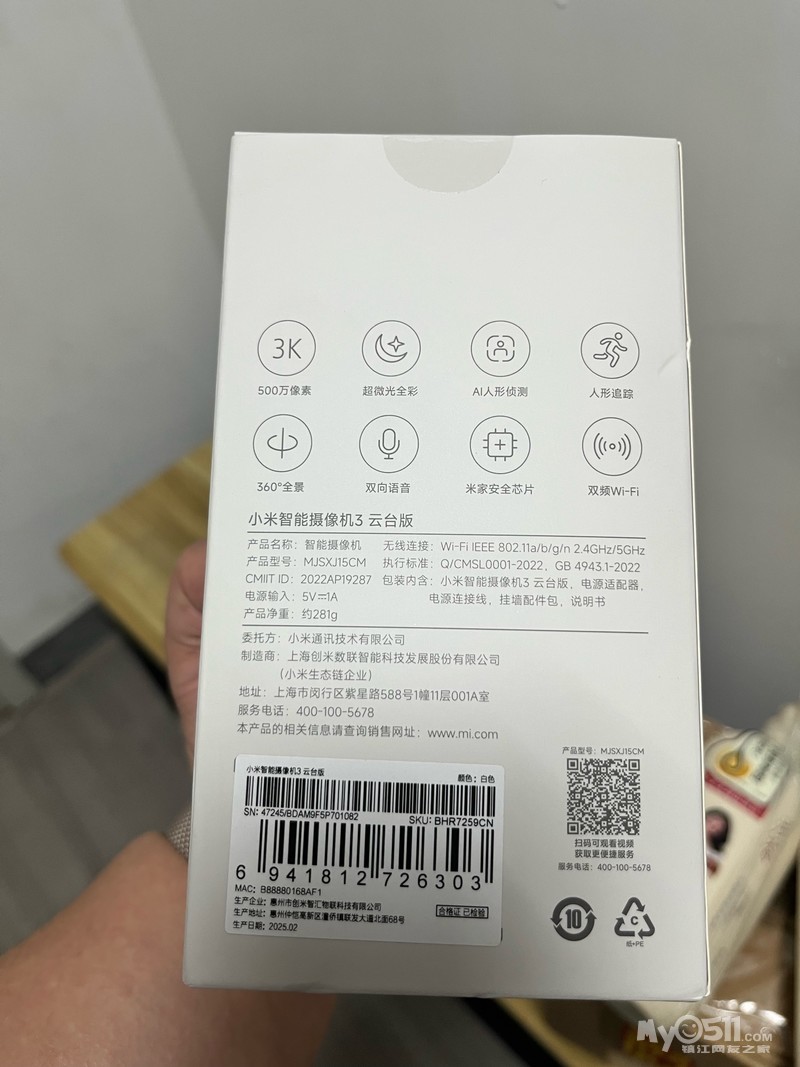 3K
500万像素
超微光全彩
AI人形侦测
人形追踪
360°全景
双向语音
米家安全芯片
双频Wi-Fi
小米智能摄像机3 云台版
产品名称：智能摄像机
产品型号：MJSXJ15CM
CMIIT ID：2022AP19287
电源输入：5V⎓1A
产品净重：约281g
无线连接：Wi-Fi IEEE 802.11a/b/g/n 2.4GHz/5GHz
执行标准：Q/CMSL0001-2022，GB 4943.1-2022
包装内含：小米智能摄像机3 云台版，电源适配器，
电源连接线，挂墙配件包，说明书
委托方：小米通讯技术有限公司
制造商：上海创米数联智能科技发展股份有限公司
（小米生态链企业）
地址：上海市闵行区紫星路588号1幢11层001A室
服务电话：400-100-5678
本产品的相关信息请查询销售网址：www.mi.com
小米智能摄像机3 云台版
颜色：白色
SN: 47245/BDAM9F5P701082
SKU: BHR7259CN
6 941812 726303
MAC: B88880168AF1
生产企业：惠州市创米智汇物联科技有限公司
生产地址：惠州仲恺高新区潼侨镇联发大道北面68号
生产日期：2025.02
合格证 已检验
产品型号：MJSXJ15CM
扫码可观看视频
获取更便捷服务
服务电话：400-100-5678
10
C
纸+PE
My0511.COM
镇江网友之家